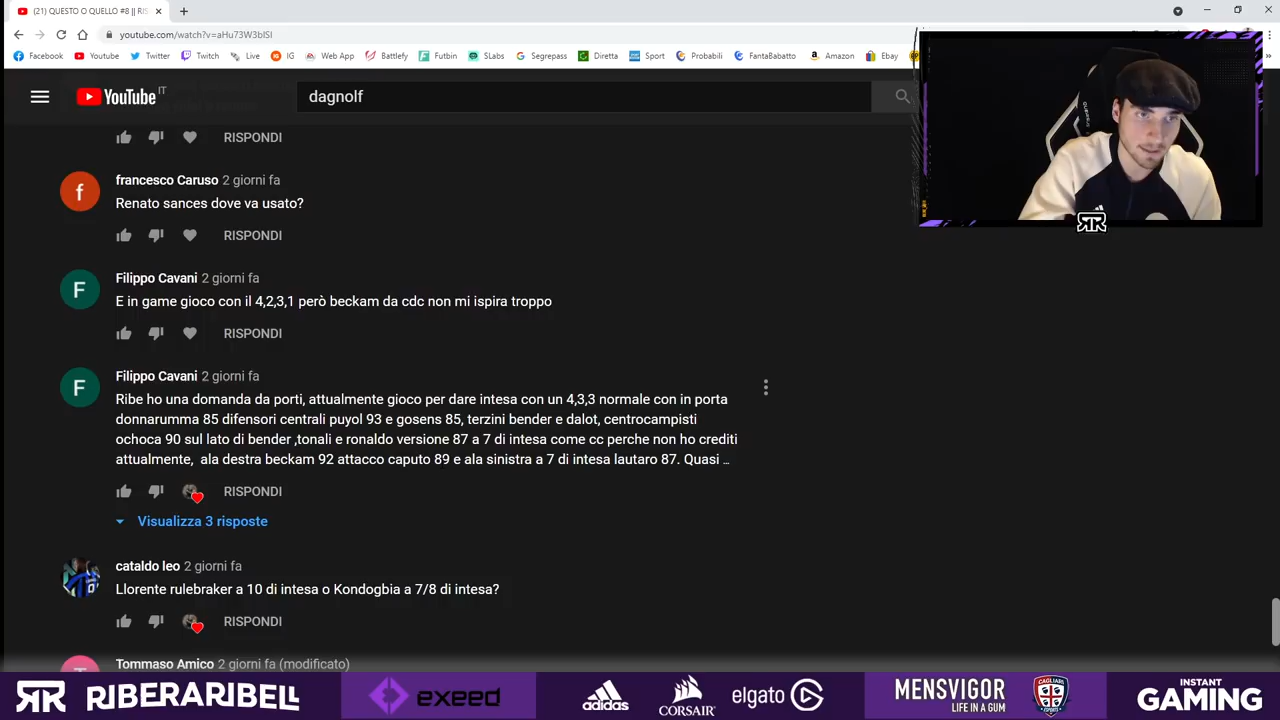 (21) QUESTO O QUELLO #8 || RIS
youtube.com/watch?v=aHu73W3bISI
Facebook Youtube Twitter Twitch Live IG Web App Battlefy Futbin SLabs Segrepass Diretta Sport Probabili FantaBabatto Amazon Ebay
YouTube IT
dagnolf
RISPONDI
francesco Caruso 2 giorni fa
Renato sances dove va usato?
RISPONDI
Filippo Cavani 2 giorni fa
E in game gioco con il 4,2,3,1 però beckam da cdc non mi ispira troppo
RISPONDI
Filippo Cavani 2 giorni fa
Ribe ho una domanda da porti, attualmente gioco per dare intesa con un 4,3,3 normale con in porta
donnarumma 85 difensori centrali puyol 93 e gosens 85, terzini bender e dalot, centrocampisti
ochoca 90 sul lato di bender ,tonali e ronaldo versione 87 a 7 di intesa come cc perche non ho crediti
attualmente, ala destra beckam 92 attacco caputo 89 e ala sinistra a 7 di intesa lautaro 87. Quasi ...
RISPONDI
Visualizza 3 risposte
cataldo leo 2 giorni fa
Llorente rulebraker a 10 di intesa o Kondogbia a 7/8 di intesa?
RISPONDI
Tommaso Amico 2 giorni fa (modificato)
RIBERARIBELL
exeed
adidas
CORSAIR
elgato
MENSVIGOR
LIFE IN A GUM
CAGLIARI
INSTANT
GAMING